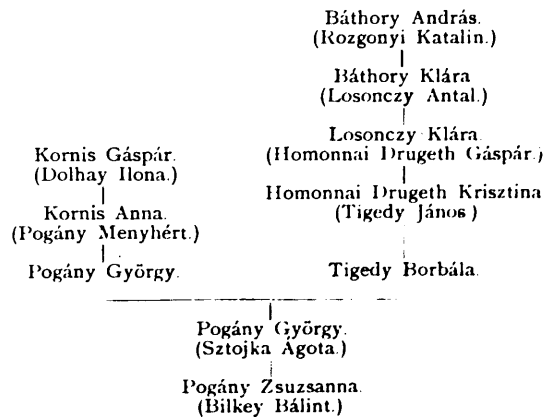 Báthory András.
(Rozgonyi Katalin.)
Báthory Klára
(Losonczy Antal.)
Losonczy Klára.
(Homonnai Drugeth Gáspár.)
Kornis Gáspár.
(Dolhay Ilona.)
Homonnai Drugeth Krisztina
(Tigedy János)
Kornis Anna.
(Pogány Menyhért.)
Pogány György.
Tigedy Borbála.
Pogány György.
(Sztojka Ágota.)
Pogány Zsuzsanna.
(Bilkey Bálint.)